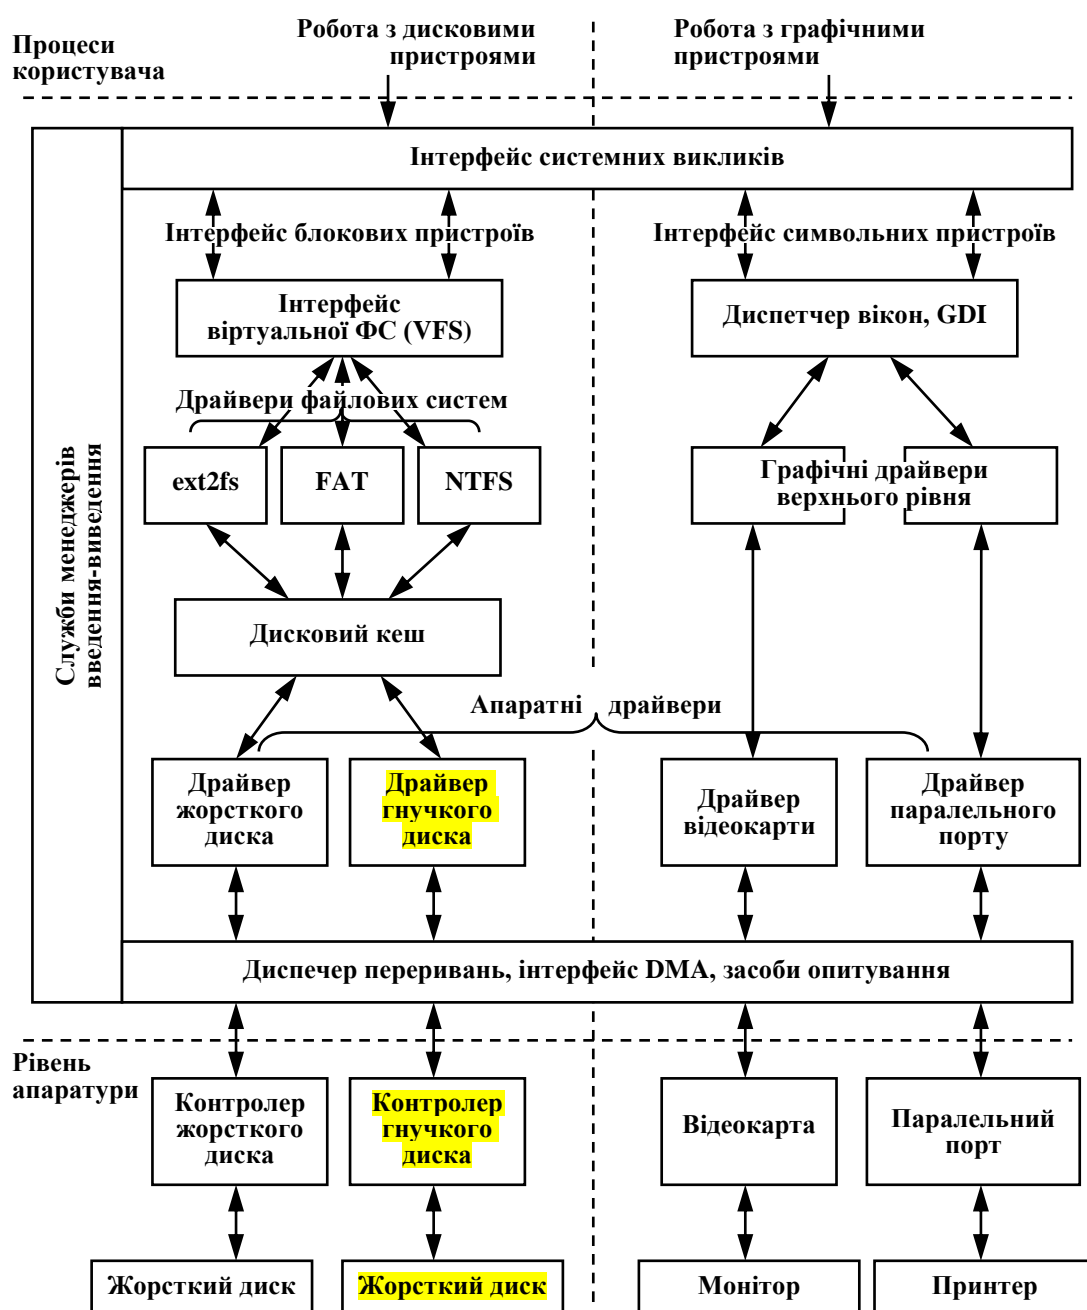 Процеси
користувача
Робота з дисковими
пристроями
Робота з графічними
пристроями
Інтерфейс системних викликів
Інтерфейс блокових пристроїв
Інтерфейс символьних пристроїв
Інтерфейс
віртуальної ФС (VFS)
Диспетчер вікон, GDI
Драйвери файлових систем
ext2fs
FAT
NTFS
Графічні драйвери
верхнього рівня
Служби менеджерів
введення-виведення
Дисковий кеш
Апаратні драйвери
Драйвер
жорсткого
диска
Драйвер
гнучкого
диска
Драйвер
відеокарти
Драйвер
паралельного
порту
Диспечер переривань, інтерфейс DMA, засоби опитування
Рівень
апаратури
Контролер
жорсткого
диска
Контролер
гнучкого
диска
Відеокарта
Паралельний
порт
Жорсткий диск
Жорсткий диск
Монітор
Принтер